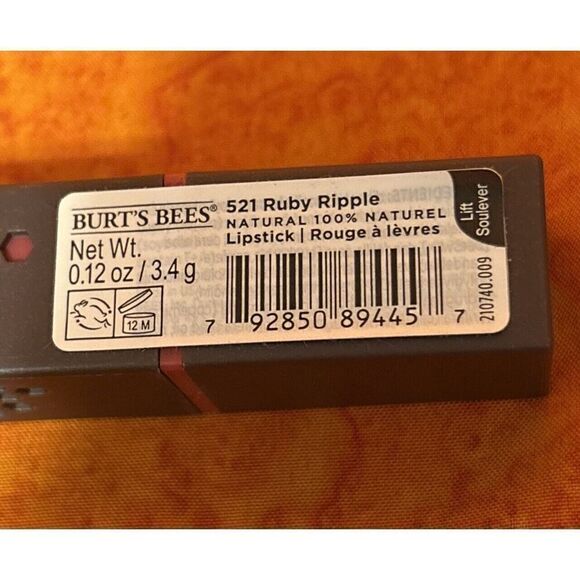 BURT'S BEES®
Net Wt.
0.12 oz / 3.4 g
12 M
521 Ruby Ripple
NATURAL 100% NATUREL
Lipstick | Rouge à lèvres
7 92850 89445 7
Lift
Soulever
210740.009